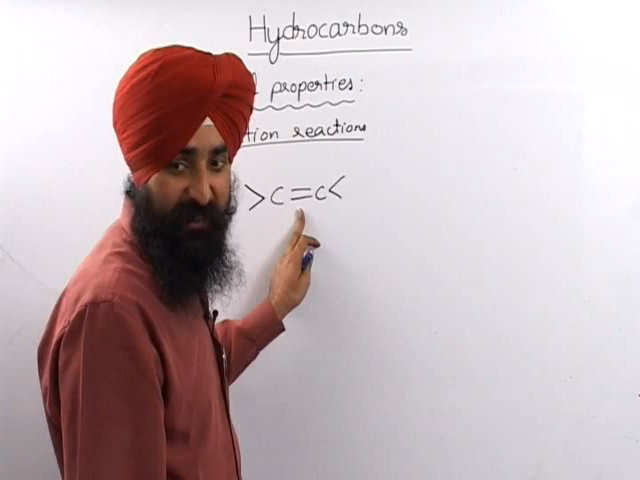 Hydrocarbons
properties:
tion reactions
>C=C<